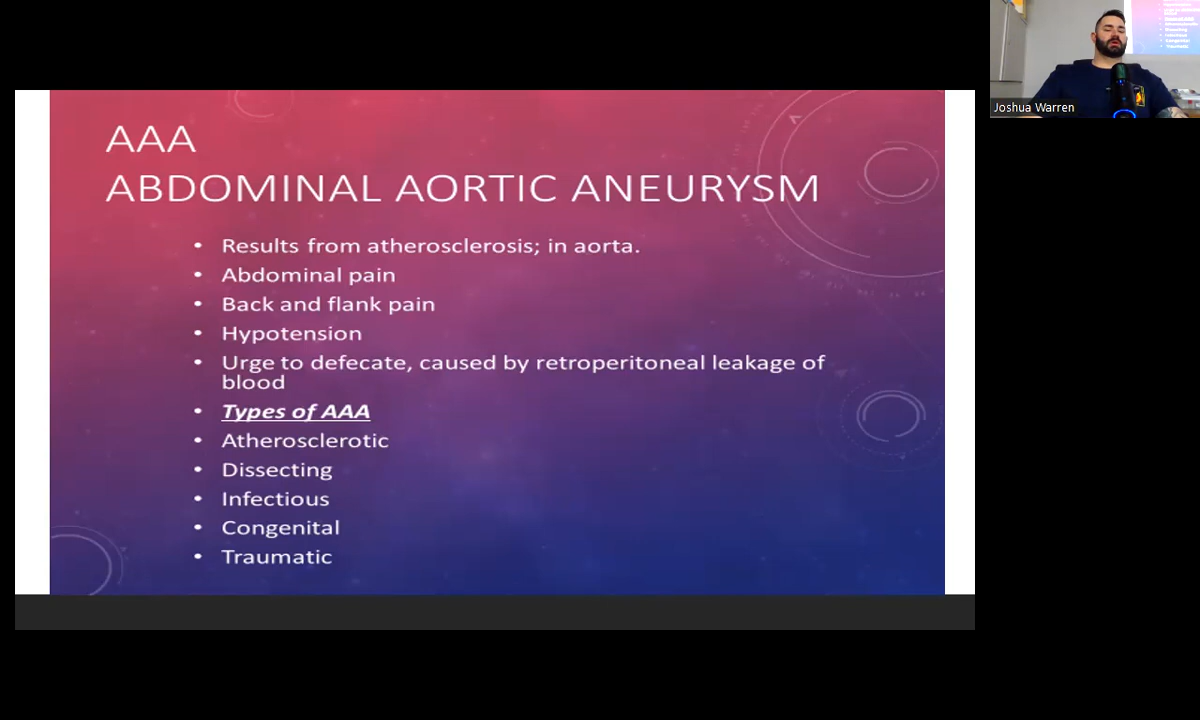 AAA
ABDOMINAL AORTIC ANEURYSM
• Results from atherosclerosis; in aorta.
• Abdominal pain
• Back and flank pain
• Hypotension
• Urge to defecate, caused by retroperitoneal leakage of
blood
• Types of AAA
• Atherosclerotic
• Dissecting
• Infectious
• Congenital
• Traumatic
Joshua Warren